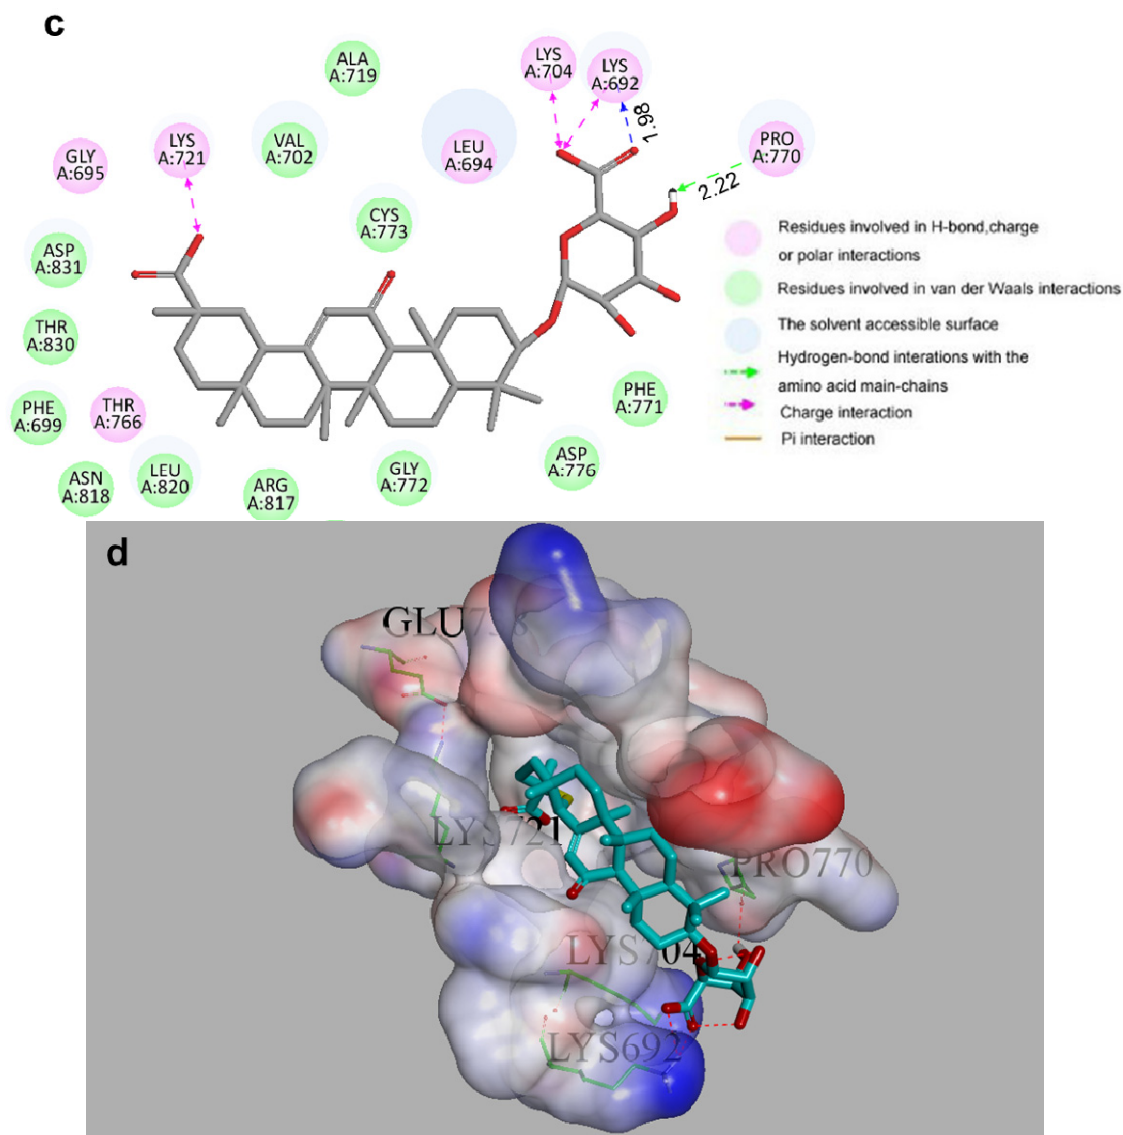 c
ALA
A:719
LYS
A:704
LYS
A:692
1.98
GLY
A:695
LYS
A:721
VAL
A:702
LEU
A:694
PRO
A:770
2.22
CYS
A:773
ASP
A:831
THR
A:830
PHE
A:699
THR
A:766
ASN
A:818
LEU
A:820
ARG
A:817
GLY
A:772
ASP
A:776
PHE
A:771
Residues involved in H-bond,charge
or polar interactions
Residues involved in van der Waals interactions
The solvent accessible surface
Hydrogen-bond interations with the
amino acid main-chains
Charge interaction
Pi interaction
d
GLU738
LYS721
PRO770
LYS704
LYS692